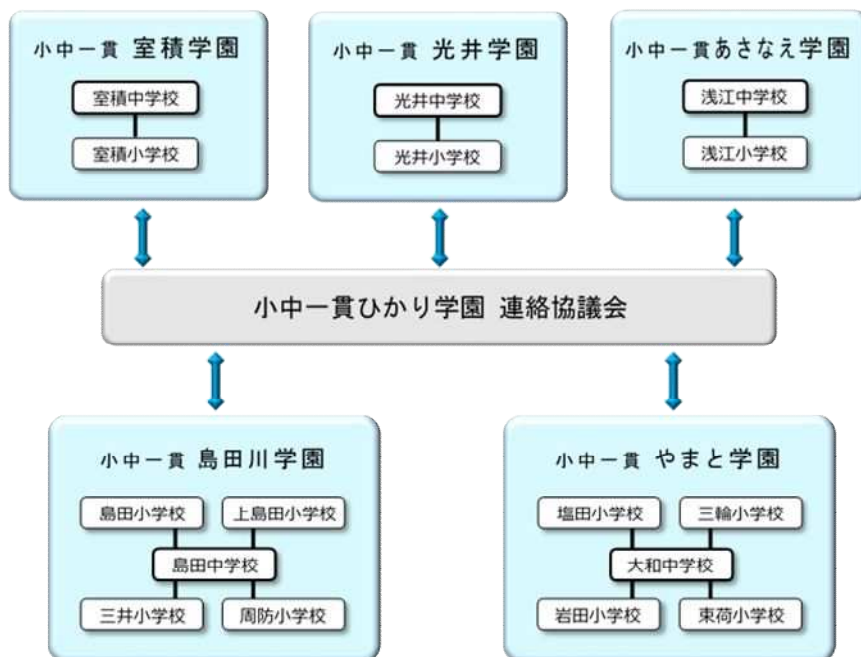 小中一貫 室積学園
室積中学校
室積小学校
小中一貫 光井学園
光井中学校
光井小学校
小中一貫あさなえ学園
浅江中学校
浅江小学校
小中一貫ひかり学園 連絡協議会
小中一貫 島田川学園
島田小学校 上島田小学校
島田中学校
三井小学校 周防小学校
小中一貫 やまと学園
塩田小学校 三輪小学校
大和中学校
岩田小学校 束荷小学校